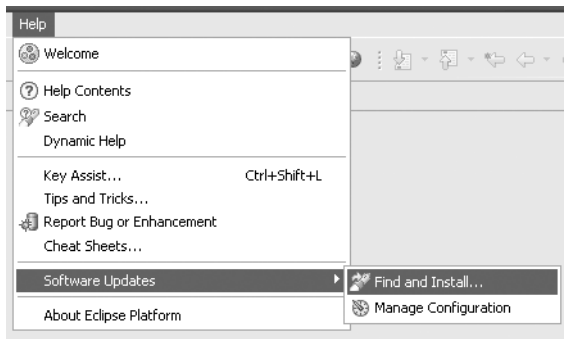 Help
Welcome
Help Contents
Search
Dynamic Help
Key Assist... Ctrl+Shift+L
Tips and Tricks...
Report Bug or Enhancement
Cheat Sheets...
Software Updates
Find and Install...
Manage Configuration
About Eclipse Platform